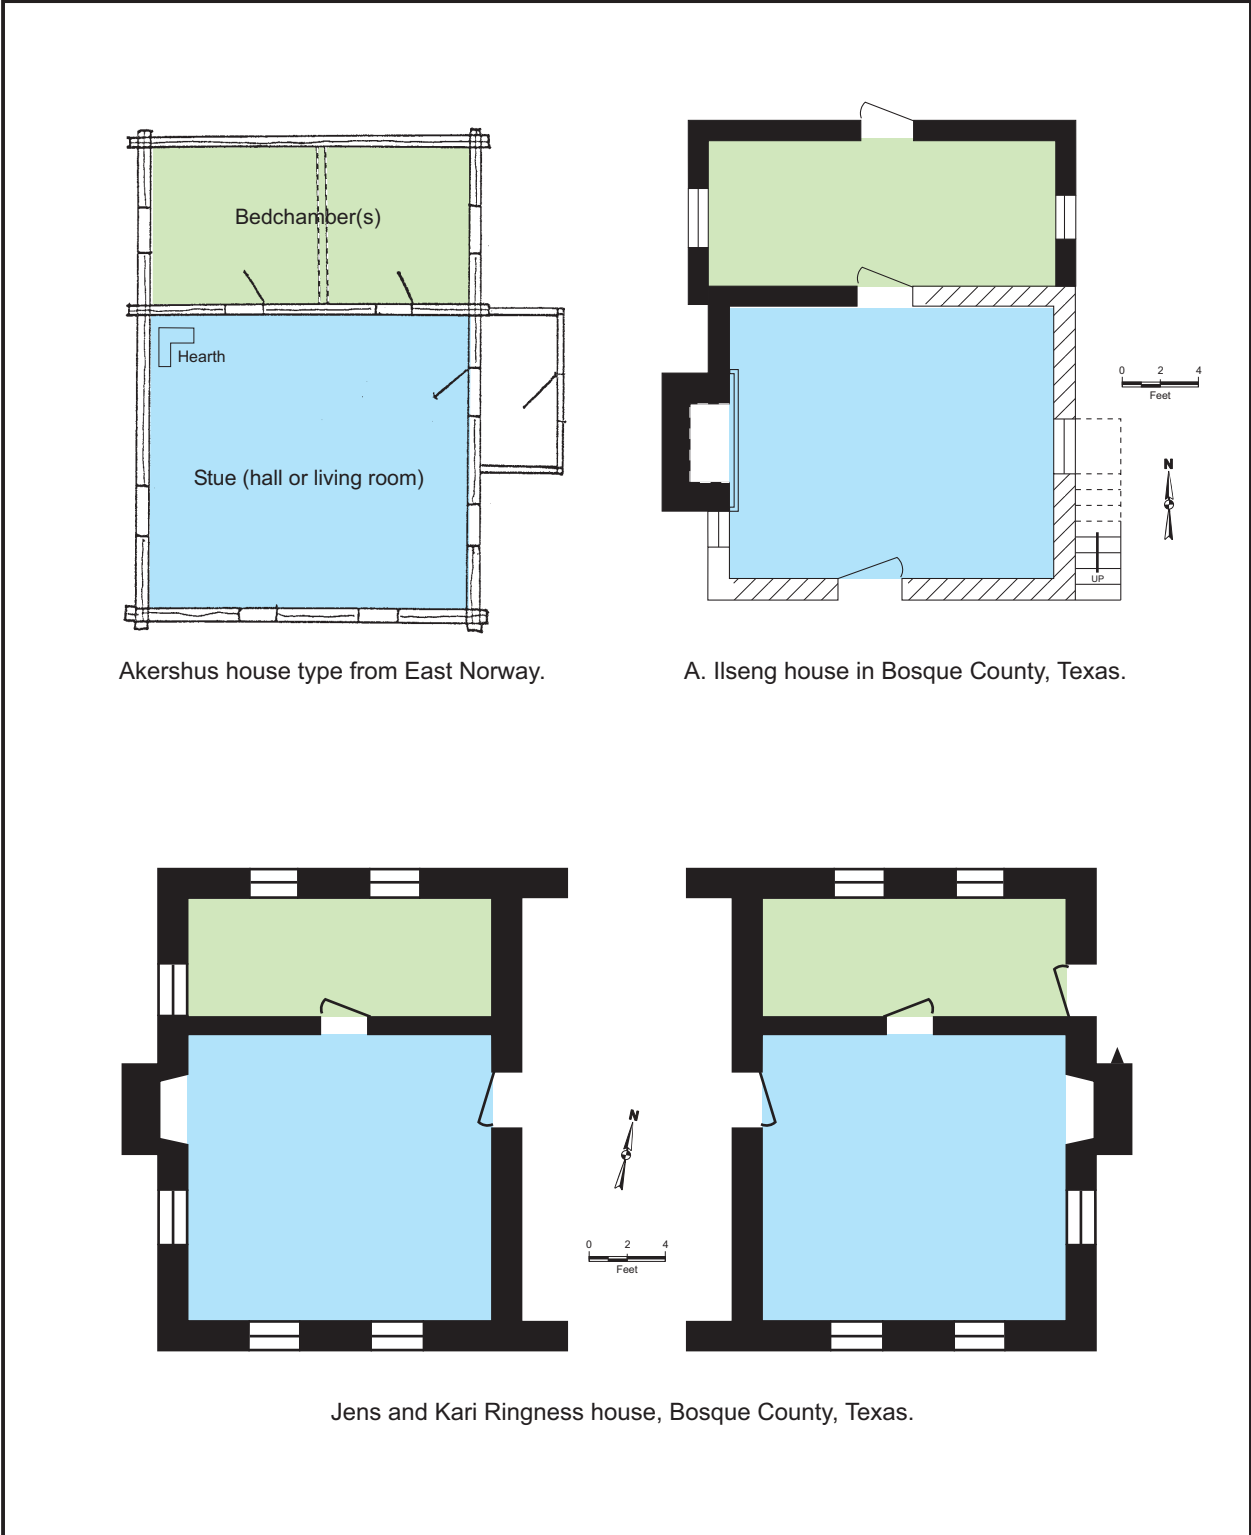 Bedchamber(s)
Hearth
Stue (hall or living room)
0 2 4
Feet
N
UP
Akershus house type from East Norway.
A. Ilseng house in Bosque County, Texas.
N
0 2 4
Feet
Jens and Kari Ringness house, Bosque County, Texas.